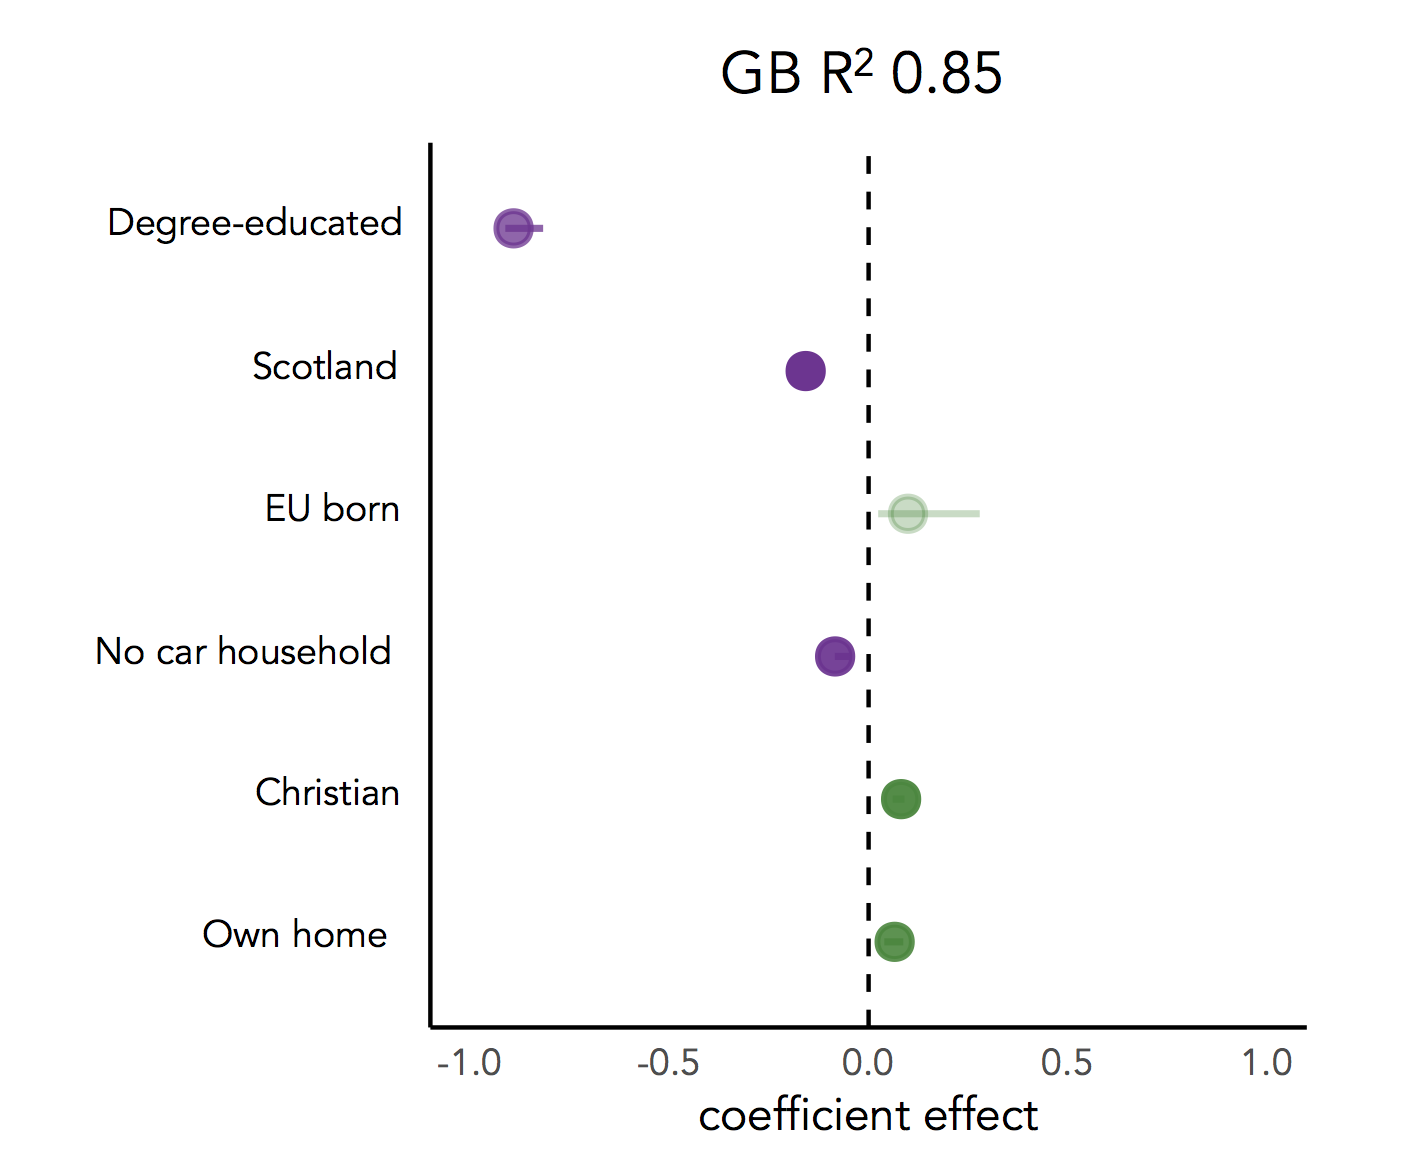 GB R² 0.85
Degree-educated
Scotland
EU born
No car household
Christian
Own home
-1.0 -0.5 0.0 0.5 1.0
coefficient effect